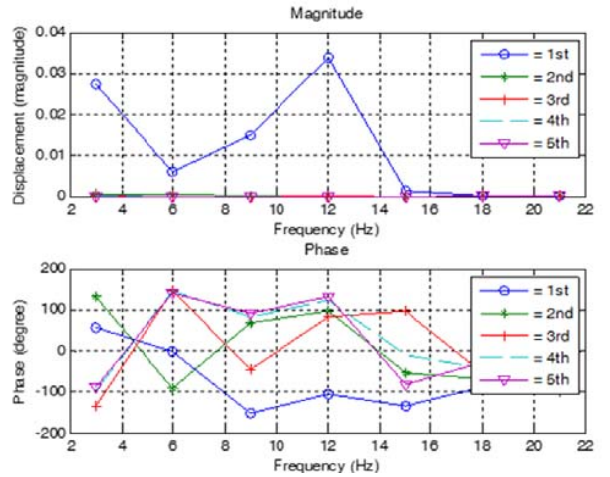 Magnitude
0.04
0.03
0.02
0.01
0
Displacement (magnitude)
= 1st
= 2nd
= 3rd
= 4th
= 5th
2 4 6 8 10 12 14 16 18 20 22
Frequency (Hz)
Phase
200
100
0
-100
-200
Phase (degree)
= 1st
= 2nd
= 3rd
= 4th
= 5th
2 4 6 8 10 12 14 16 18 20 22
Frequency (Hz)